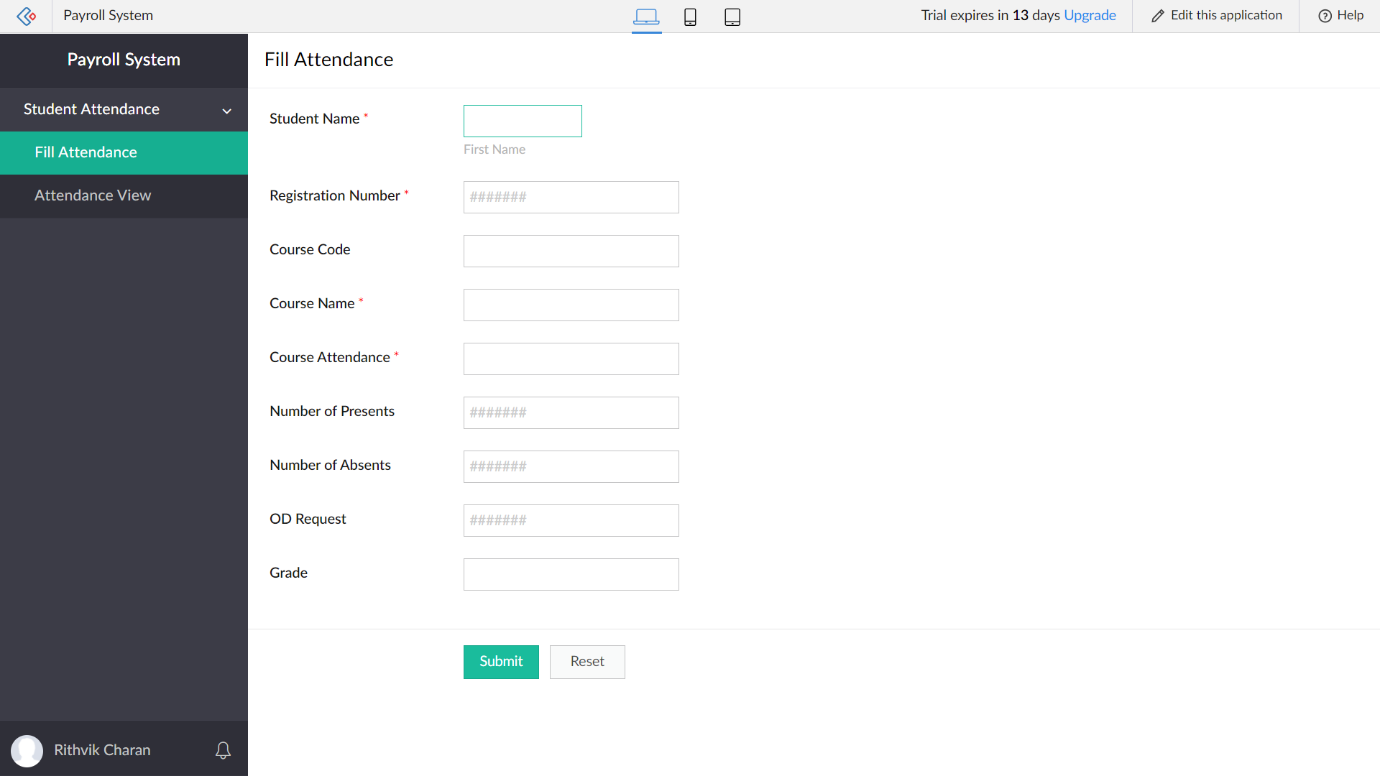 Payroll System
Trial expires in 13 days Upgrade
Edit this application
Help
Payroll System
Student Attendance
Fill Attendance
Attendance View
Rithvik Charan
Fill Attendance
Student Name *
First Name
Registration Number *
#######
Course Code
Course Name *
Course Attendance *
Number of Presents
#######
Number of Absents
#######
OD Request
#######
Grade
Submit
Reset